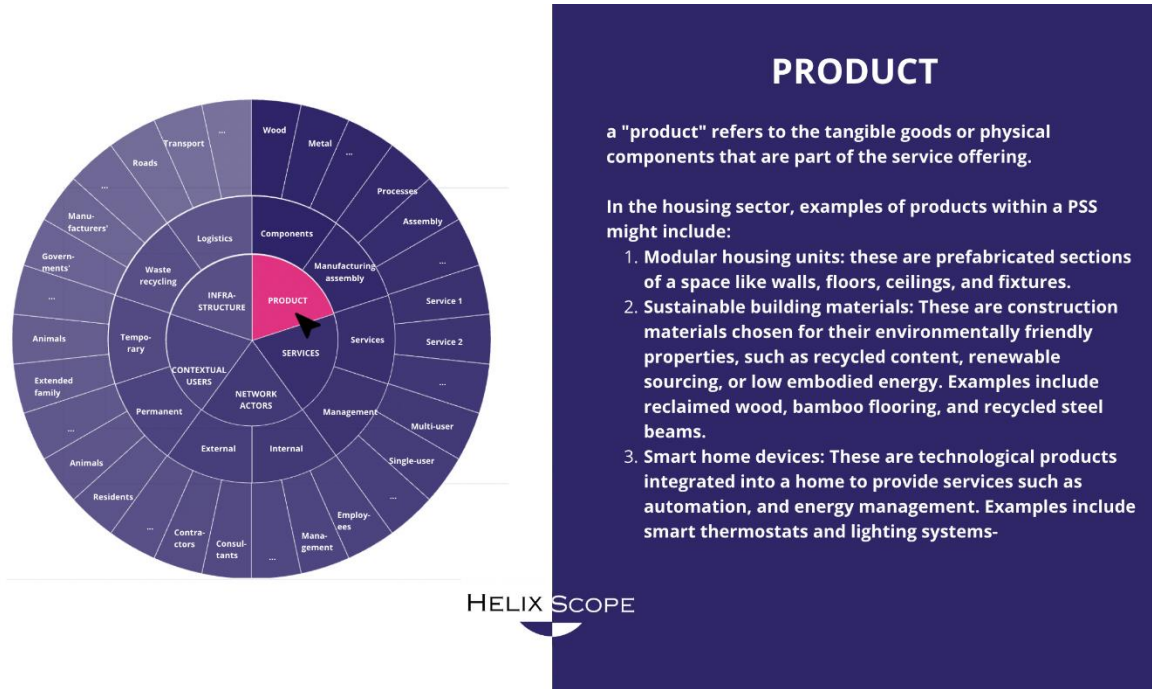 Wood
Metal
...
Processes
Assembly
...
Service 1
Service 2
...
Multi-user
Single-user
...
Employ-
ees
Mana-
gement
...
Consul-
tants
Contra-
ctors
...
Residents
Animals
...
Extended
family
Animals
...
Govern-
ments'
Manu-
facturers'
...
Roads
Transport
...
Components
Manufacturing
assembly
Services
Management
Internal
External
Permanent
Tempo-
rary
Waste
recycling
Logistics
PRODUCT
SERVICES
NETWORK
ACTORS
CONTEXTUAL
USERS
INFRA-
STRUCTURE
PRODUCT
a "product" refers to the tangible goods or physical
components that are part of the service offering.
In the housing sector, examples of products within a PSS
might include:
1. Modular housing units: these are prefabricated sections
of a space like walls, floors, ceilings, and fixtures.
2. Sustainable building materials: These are construction
materials chosen for their environmentally friendly
properties, such as recycled content, renewable
sourcing, or low embodied energy. Examples include
reclaimed wood, bamboo flooring, and recycled steel
beams.
3. Smart home devices: These are technological products
integrated into a home to provide services such as
automation, and energy management. Examples include
smart thermostats and lighting systems-
HELIX SCOPE